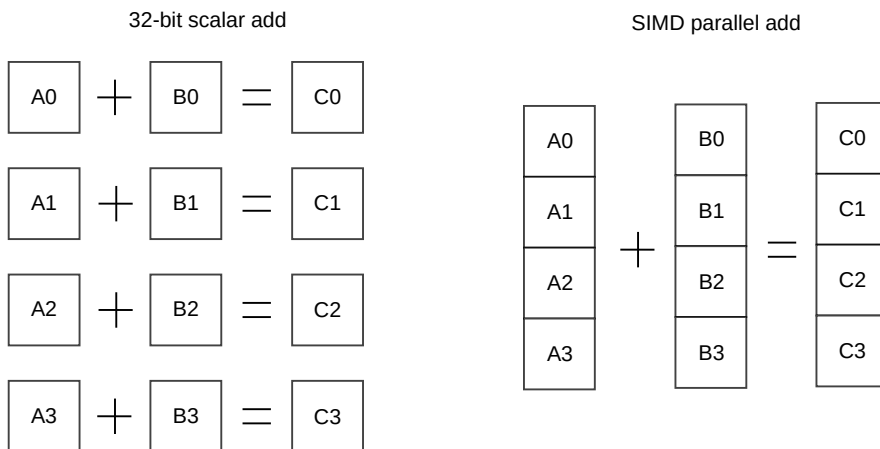 32-bit scalar add
A0 + B0 = C0
A1 + B1 = C1
A2 + B2 = C2
A3 + B3 = C3
SIMD parallel add
A0 B0 C0
A1 B1 C1
+ =
A2 B2 C2
A3 B3 C3